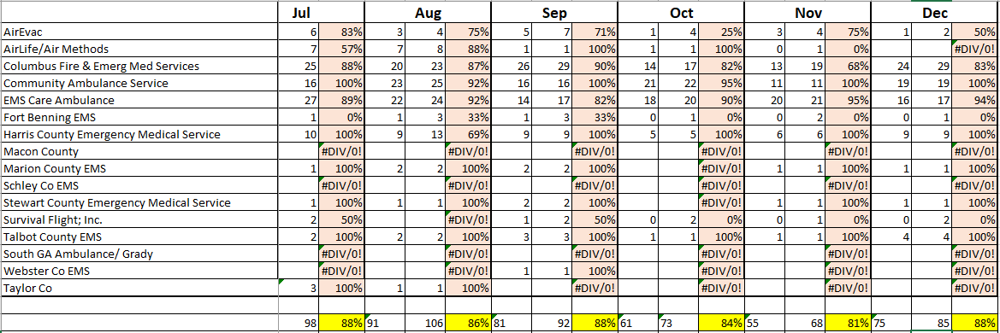 Jul Aug Sep Oct Nov Dec
AirEvac 6 83% 3 4 75% 5 7 71% 1 4 25% 3 4 75% 1 2 50%
AirLife/Air Methods 7 57% 7 8 88% 1 1 100% 1 1 100% 0 1 0% #DIV/0!
Columbus Fire & Emerg Med Services 25 88% 20 23 87% 26 29 90% 14 17 82% 13 19 68% 24 29 83%
Community Ambulance Service 16 100% 23 25 92% 16 16 100% 21 22 95% 11 11 100% 19 19 100%
EMS Care Ambulance 27 89% 22 24 92% 14 17 82% 18 20 90% 20 21 95% 16 17 94%
Fort Benning EMS 1 0% 1 3 33% 1 3 33% 0 1 0% 0 2 0% 0 1 0%
Harris County Emergency Medical Service 10 100% 9 13 69% 9 9 100% 5 5 100% 6 6 100% 9 9 100%
Macon County #DIV/0! #DIV/0! #DIV/0! #DIV/0! #DIV/0! #DIV/0!
Marion County EMS 1 100% 2 2 100% 2 2 100% #DIV/0! 1 1 100% 1 1 100%
Schley Co EMS #DIV/0! #DIV/0! #DIV/0! #DIV/0! #DIV/0! #DIV/0!
Stewart County Emergency Medical Service 1 100% 1 1 100% 2 2 100% #DIV/0! 1 1 100% 1 1 100%
Survival Flight; Inc. 2 50% #DIV/0! 1 2 50% 0 2 0% 0 1 0% 0 2 0%
Talbot County EMS 2 100% 2 2 100% 3 3 100% 1 1 100% 1 1 100% 4 4 100%
South GA Ambulance/ Grady #DIV/0! #DIV/0! #DIV/0! #DIV/0! #DIV/0! #DIV/0!
Webster Co EMS #DIV/0! #DIV/0! 1 1 100% #DIV/0! #DIV/0! #DIV/0!
Taylor Co 3 100% 1 1 100% #DIV/0! #DIV/0! #DIV/0! #DIV/0!
98 88% 91 106 86% 81 92 88% 61 73 84% 55 68 81% 75 85 88%